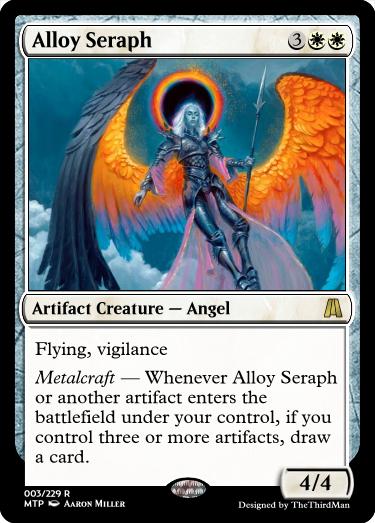 Alloy Seraph 3
Artifact Creature — Angel
Flying, vigilance
Metalcraft — Whenever Alloy Seraph
or another artifact enters the
battlefield under your control, if you
control three or more artifacts, draw
a card.
4/4
003/229 R
MTP Aaron Miller
Designed by TheThirdMan